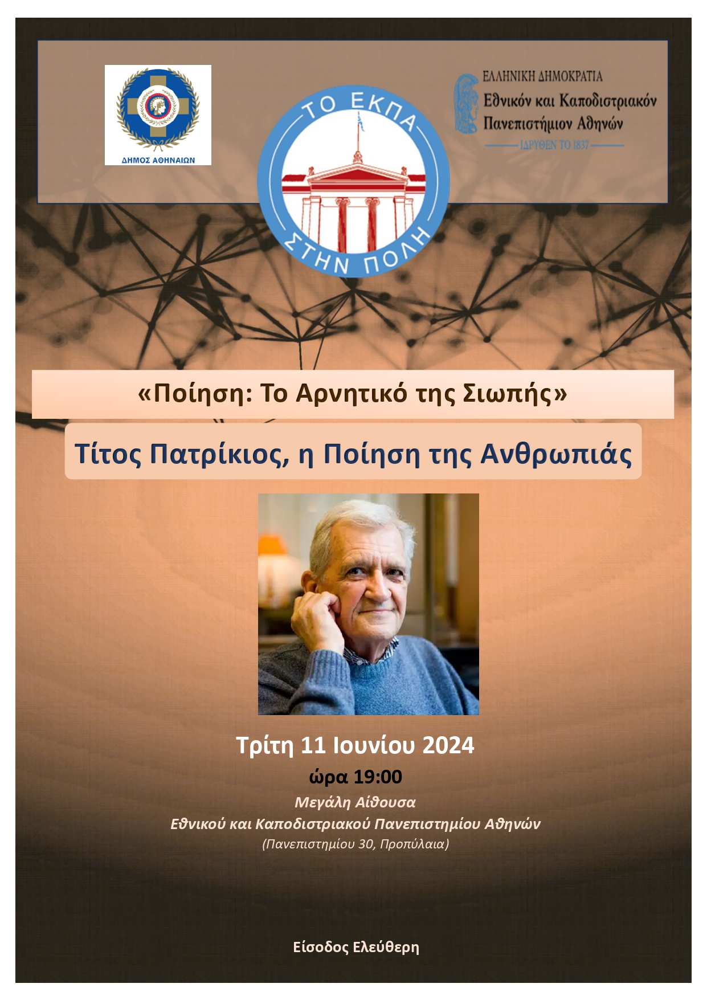 ΔΗΜΟΣ ΑΘΗΝΑΙΩΝ
ΤΟ ΕΚΠΑ
ΣΤΗΝ ΠΟΛΗ
ΕΛΛΗΝΙΚΗ ΔΗΜΟΚΡΑΤΙΑ
Εθνικόν και Καποδιστριακόν
Πανεπιστήμιον Αθηνών
ΙΔΡΥΘΕΝ ΤΟ 1837
«Ποίηση: Το Αρνητικό της Σιωπής»
Τίτος Πατρίκιος, η Ποίηση της Ανθρωπιάς
Τρίτη 11 Ιουνίου 2024
ώρα 19:00
Μεγάλη Αίθουσα
Εθνικού και Καποδιστριακού Πανεπιστημίου Αθηνών
(Πανεπιστημίου 30, Προπύλαια)
Είσοδος Ελεύθερη